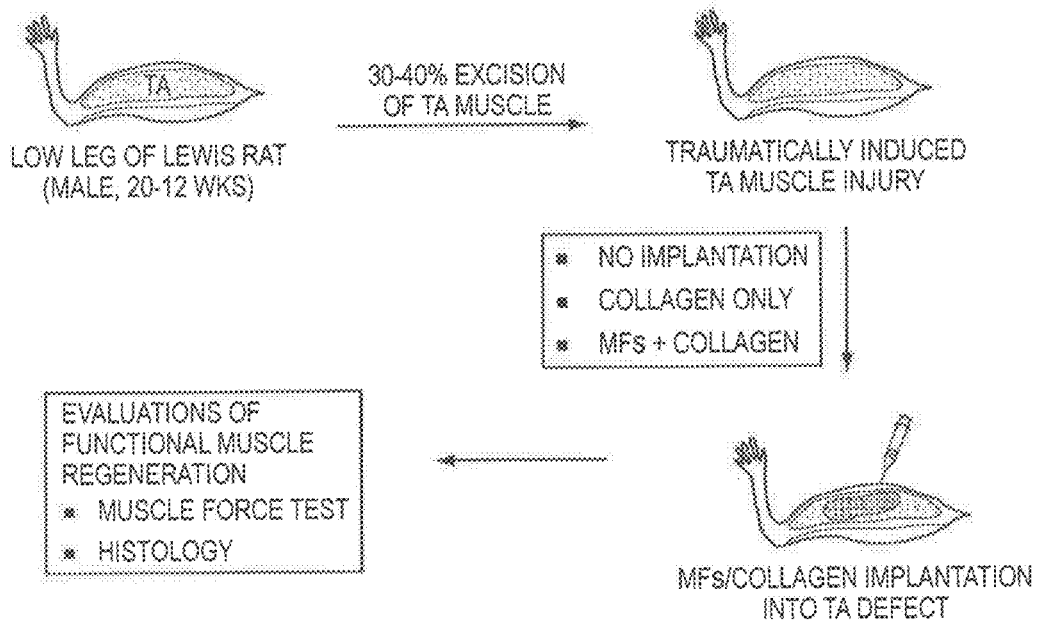 TA
LOW LEG OF LEWIS RAT
(MALE, 20-12 WKS)
30-40% EXCISION
OF TA MUSCLE
TRAUMATICALLY INDUCED
TA MUSCLE INJURY
▪ NO IMPLANTATION
▪ COLLAGEN ONLY
▪ MFs + COLLAGEN
MFs/COLLAGEN IMPLANTATION
INTO TA DEFECT
EVALUATIONS OF
FUNCTIONAL MUSCLE
REGENERATION
▪ MUSCLE FORCE TEST
▪ HISTOLOGY